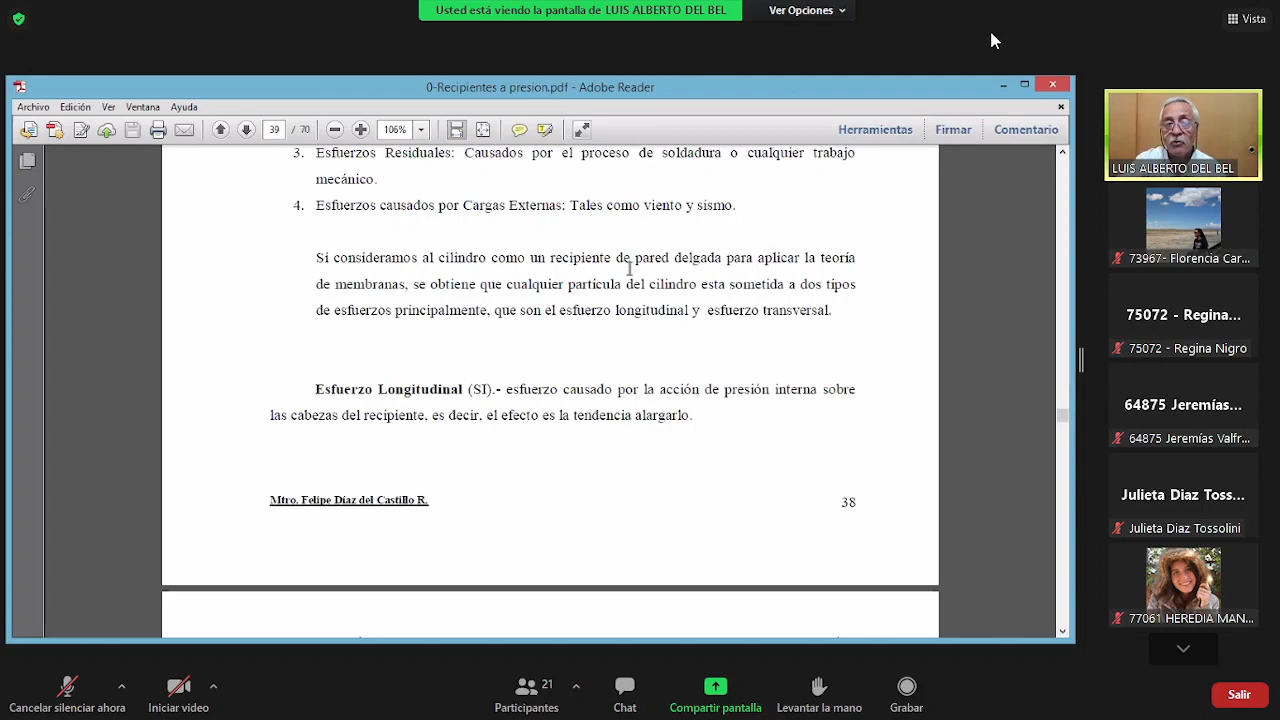 Usted está viendo la pantalla de LUIS ALBERTO DEL BEL
Ver Opciones
Vista
0-Recipientes a presion.pdf - Adobe Reader
Archivo Edición Ver Ventana Ayuda
39 / 70 106% Herramientas Firmar Comentario
3. Esfuerzos Residuales: Causados por el proceso de soldadura o cualquier trabajo
mecánico.
4. Esfuerzos causados por Cargas Externas: Tales como viento y sismo.
Si consideramos al cilindro como un recipiente de pared delgada para aplicar la teoría
de membranas, se obtiene que cualquier partícula del cilindro esta sometida a dos tipos
de esfuerzos principalmente, que son el esfuerzo longitudinal y esfuerzo transversal.
Esfuerzo Longitudinal (SI).- esfuerzo causado por la acción de presión interna sobre
las cabezas del recipiente, es decir, el efecto es la tendencia alargarlo.
Mtro. Felipe Díaz del Castillo R.
38
LUIS ALBERTO DEL BEL
73967- Florencia Car...
75072 - Regina...
75072 - Regina Nigro
64875 Jeremías...
64875 Jeremías Valfr...
Julieta Diaz Toss...
Julieta Diaz Tossolini
77061 HEREDIA MAN...
Cancelar silenciar ahora
Iniciar video
21
Participantes
Chat
Compartir pantalla
Levantar la mano
Grabar
Salir